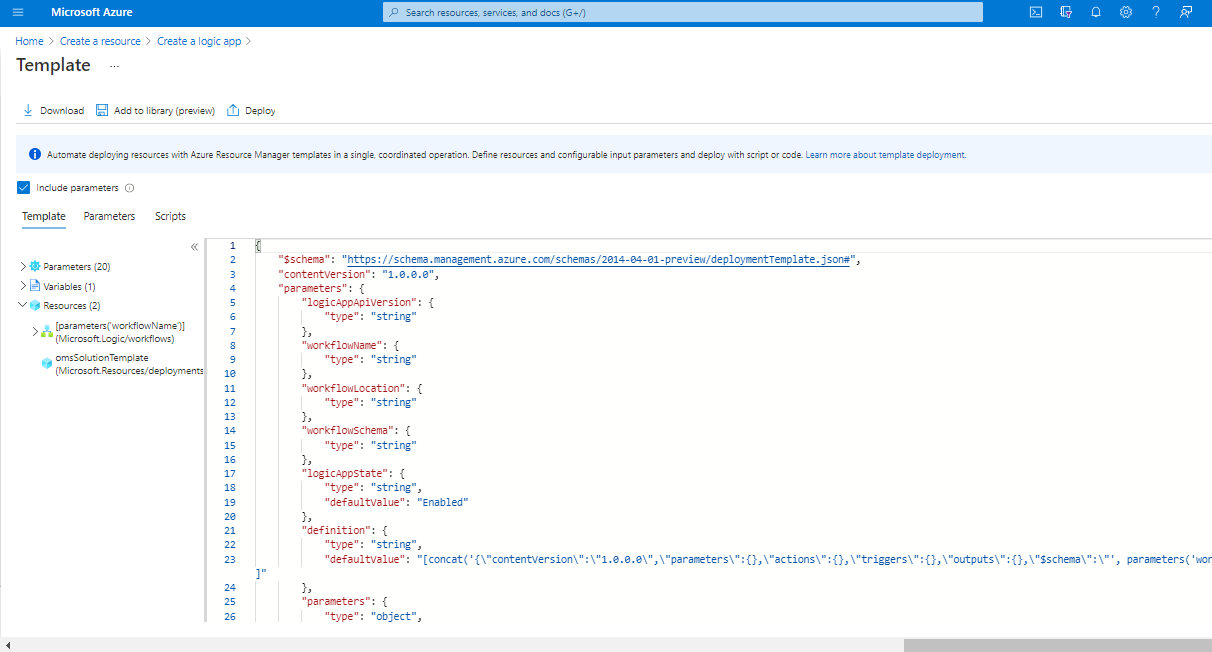 Microsoft Azure
Search resources, services, and docs (G+/)
Home > Create a resource > Create a logic app >
Template ...
Download Add to library (preview) Deploy
Automate deploying resources with Azure Resource Manager templates in a single, coordinated operation. Define resources and configurable input parameters and deploy with script or code. Learn more about template deployment.
Include parameters
Template Parameters Scripts
Parameters (20)
Variables (1)
Resources (2)
[parameters('workflowName')]
(Microsoft.Logic/workflows)
omsSolutionTemplate
(Microsoft.Resources/deployments
1 {
2 "$schema": "https://schema.management.azure.com/schemas/2014-04-01-preview/deploymentTemplate.json#",
3 "contentVersion": "1.0.0.0",
4 "parameters": {
5 "logicAppApiVersion": {
6 "type": "string"
7 },
8 "workflowName": {
9 "type": "string"
10 },
11 "workflowLocation": {
12 "type": "string"
13 },
14 "workflowSchema": {
15 "type": "string"
16 },
17 "logicAppState": {
18 "type": "string",
19 "defaultValue": "Enabled"
20 },
21 "definition": {
22 "type": "string",
23 "defaultValue": "[concat('{\"contentVersion\":\"1.0.0.0\",\"parameters\":{},\"actions\":{},\"triggers\":{},\"outputs\":{},\"$schema\":\"', parameters('wor
]"
24 },
25 "parameters": {
26 "type": "object",